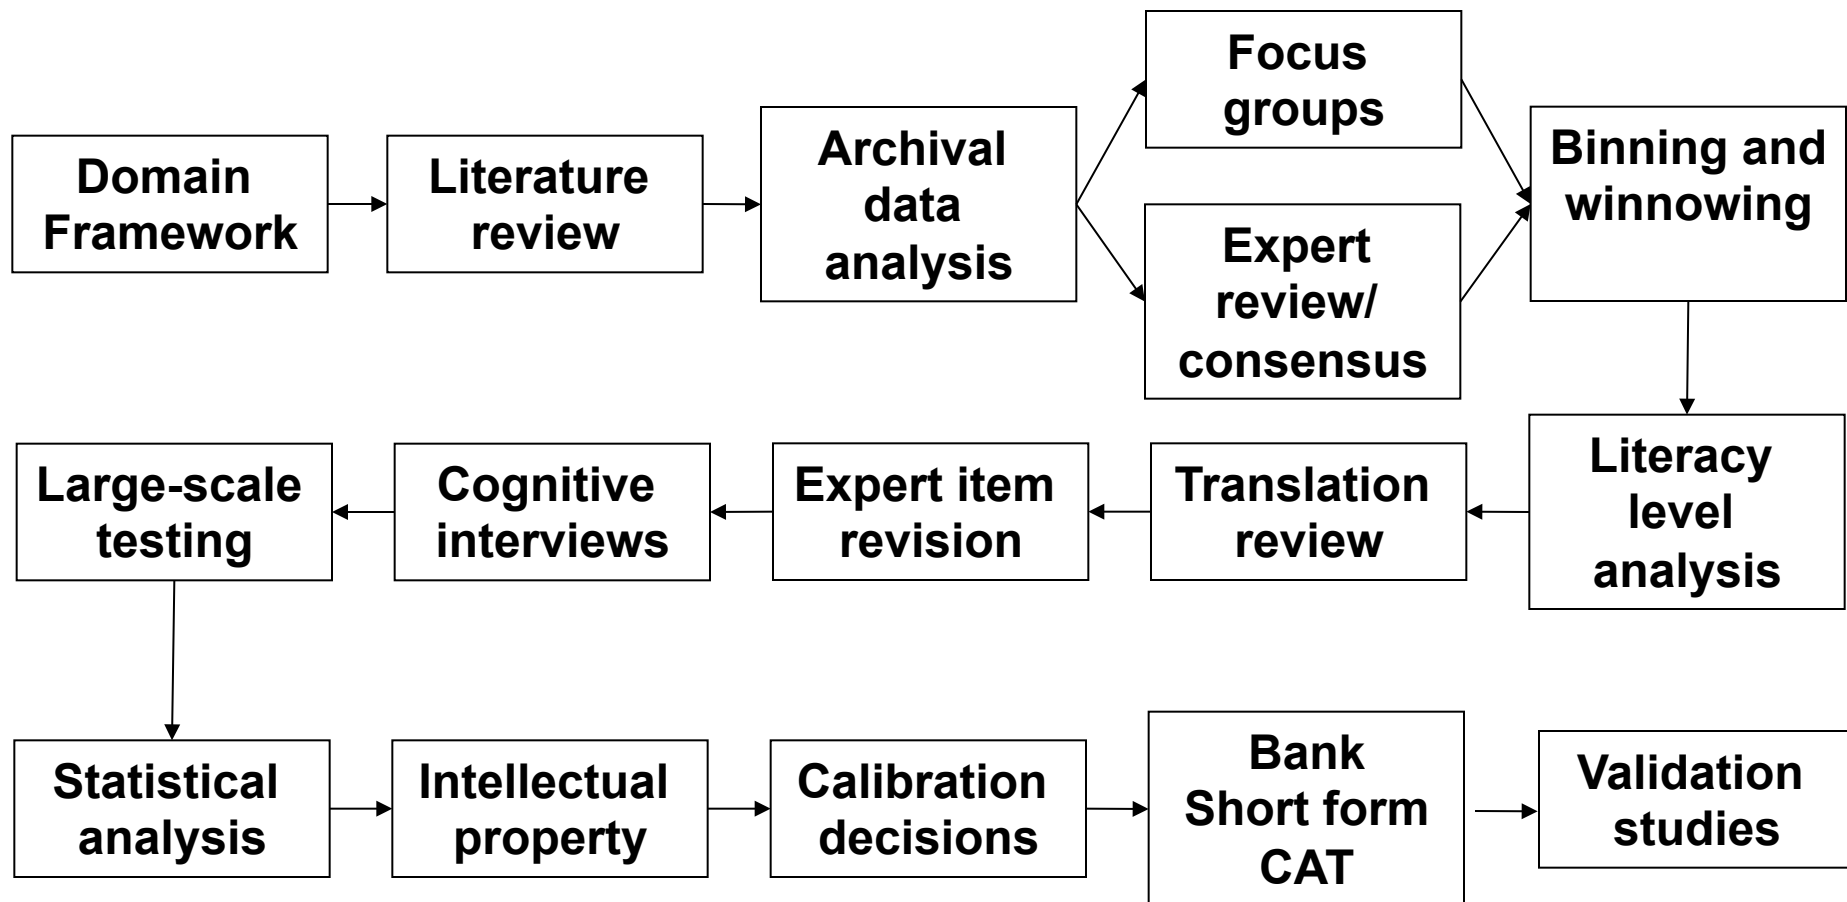 Domain
Framework
Literature
review
Archival
data
analysis
Focus
groups
Expert
review/
consensus
Binning and
winnowing
Literacy
level
analysis
Translation
review
Expert item
revision
Cognitive
interviews
Large-scale
testing
Statistical
analysis
Intellectual
property
Calibration
decisions
Bank
Short form
CAT
Validation
studies